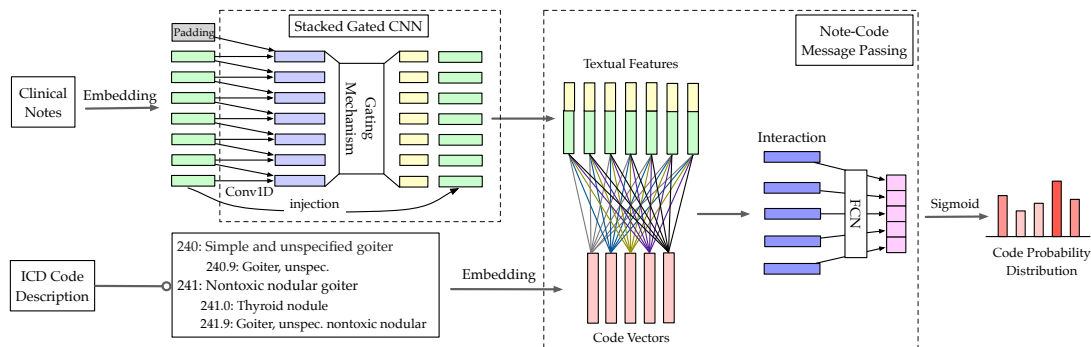 Stacked Gated CNN
Padding
Clinical
Notes
Embedding
Gating
Mechanism
Conv1D
injection
ICD Code
Description
240: Simple and unspecified goiter
240.9: Goiter, unspec.
241: Nontoxic nodular goiter
241.0: Thyroid nodule
241.9: Goiter, unspec. nontoxic nodular
Embedding
Note-Code
Message Passing
Textual Features
Code Vectors
Interaction
FCN
Sigmoid
Code Probability
Distribution